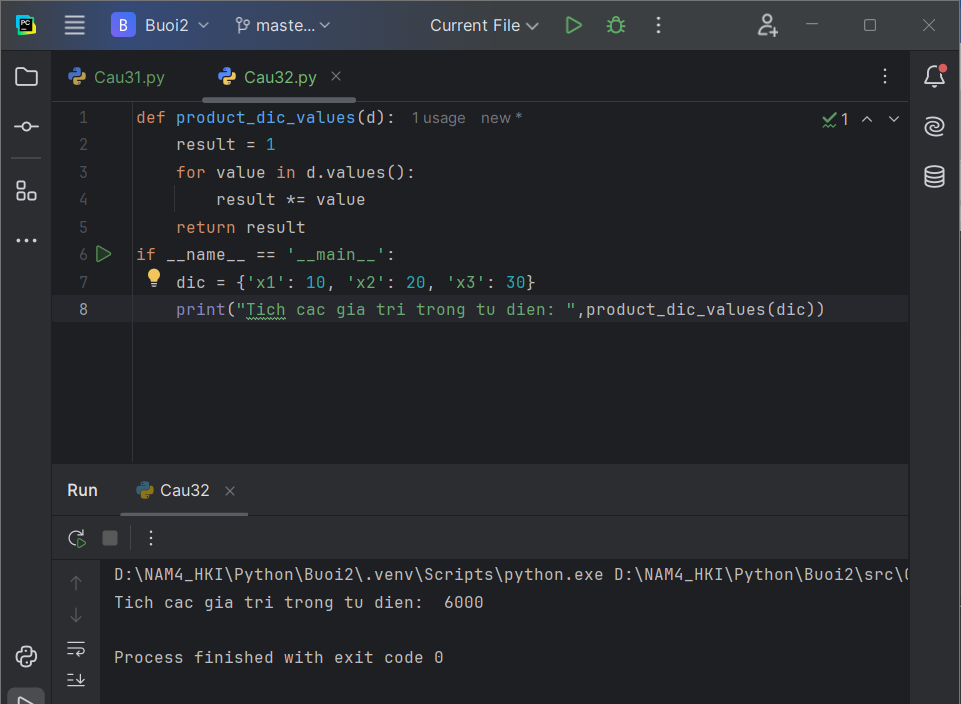 PC
B Buoi2 maste... Current File
Cau31.py Cau32.py
1 def product_dic_values(d): 1 usage new * 1
2 result = 1
3 for value in d.values():
4 result *= value
5 return result
6 if __name__ == '__main__':
7 dic = {'x1': 10, 'x2': 20, 'x3': 30}
8 print("Tich cac gia tri trong tu dien: ",product_dic_values(dic))
Run Cau32
D:\NAM4_HKI\Python\Buoi2\.venv\Scripts\python.exe D:\NAM4_HKI\Python\Buoi2\src\
Tich cac gia tri trong tu dien:  6000
Process finished with exit code 0